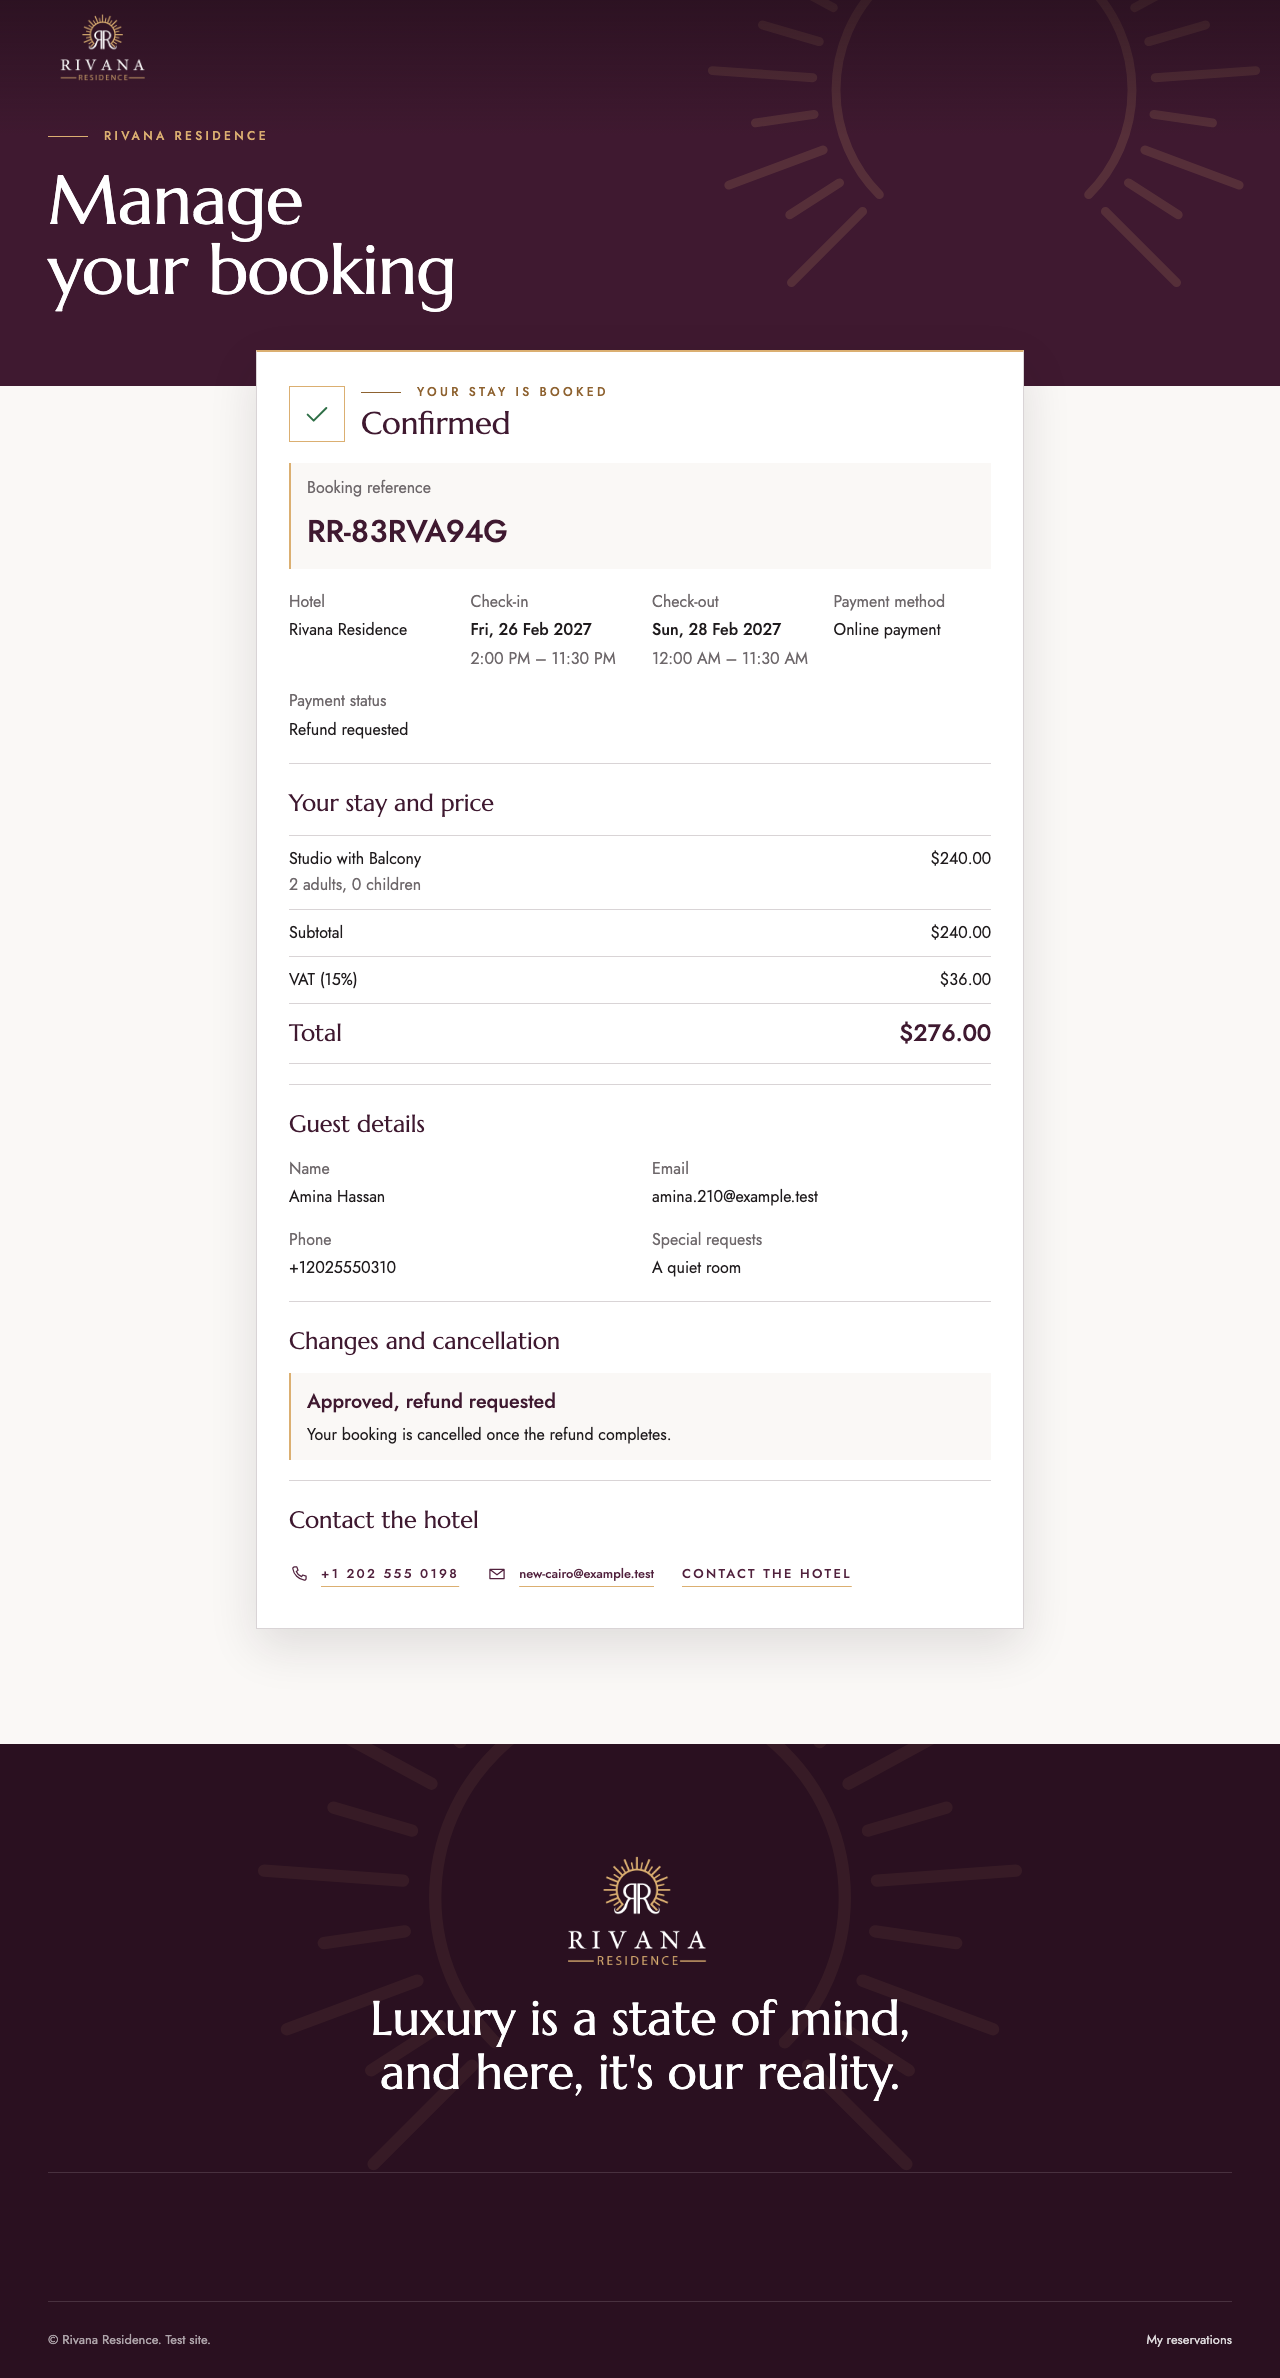 RIVANA
RESIDENCE
RIVANA RESIDENCE
Manage
your booking
YOUR STAY IS BOOKED
Confirmed
Booking reference
RR-83RVA94G
Hotel
Rivana Residence
Check-in
Fri, 26 Feb 2027
2:00 PM – 11:30 PM
Check-out
Sun, 28 Feb 2027
12:00 AM – 11:30 AM
Payment method
Online payment
Payment status
Refund requested
Your stay and price
Studio with Balcony $240.00
2 adults, 0 children
Subtotal $240.00
VAT (15%) $36.00
Total $276.00
Guest details
Name
Amina Hassan
Email
amina.210@example.test
Phone
+12025550310
Special requests
A quiet room
Changes and cancellation
Approved, refund requested
Your booking is cancelled once the refund completes.
Contact the hotel
+1 202 555 0198 new-cairo@example.test CONTACT THE HOTEL
RIVANA
RESIDENCE
Luxury is a state of mind,
and here, it's our reality.
© Rivana Residence. Test site. My reservations